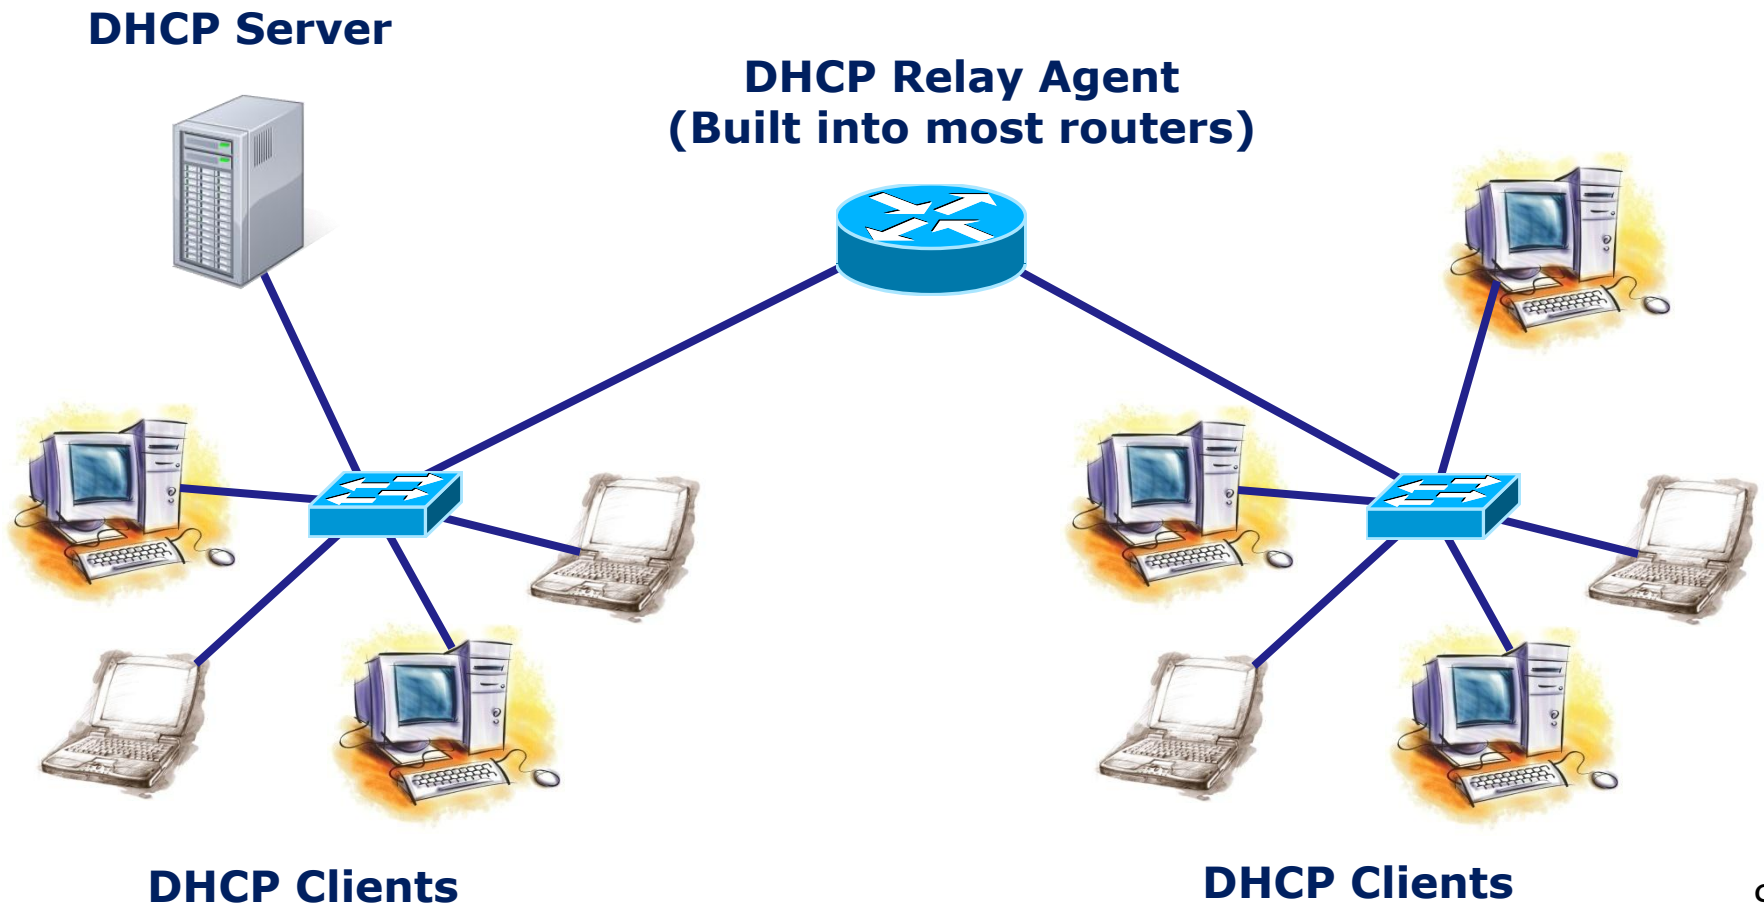 DHCP Server
DHCP Relay Agent
(Built into most routers)
DHCP Clients
DHCP Clients